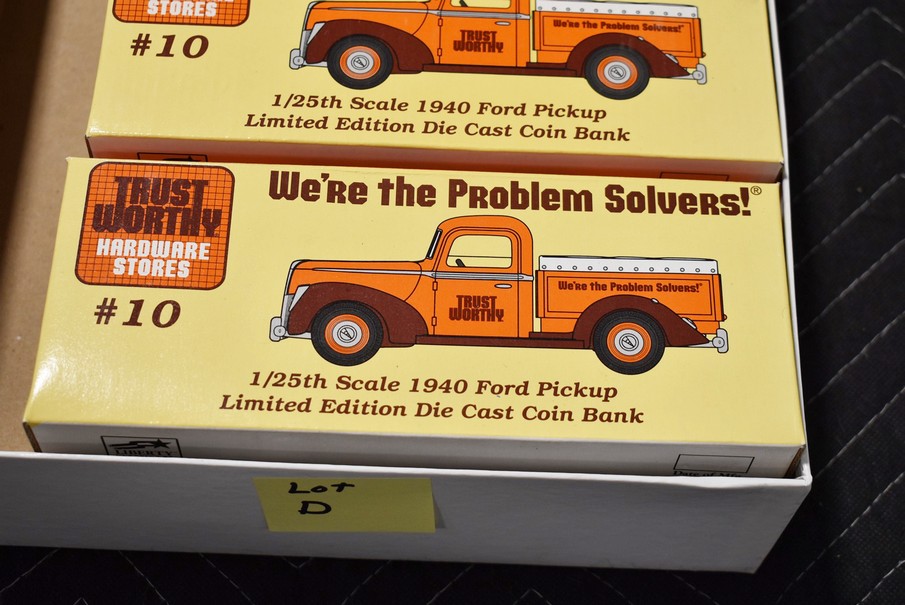 STORES
#10
TRUST
WORTHY
We're the Problem Solvers!
1/25th Scale 1940 Ford Pickup
Limited Edition Die Cast Coin Bank
TRUST
WORTHY
HARDWARE
STORES
#10
We're the Problem Solvers!®
TRUST
WORTHY
We're the Problem Solvers!®
1/25th Scale 1940 Ford Pickup
Limited Edition Die Cast Coin Bank
LIBERTY
LOT
D